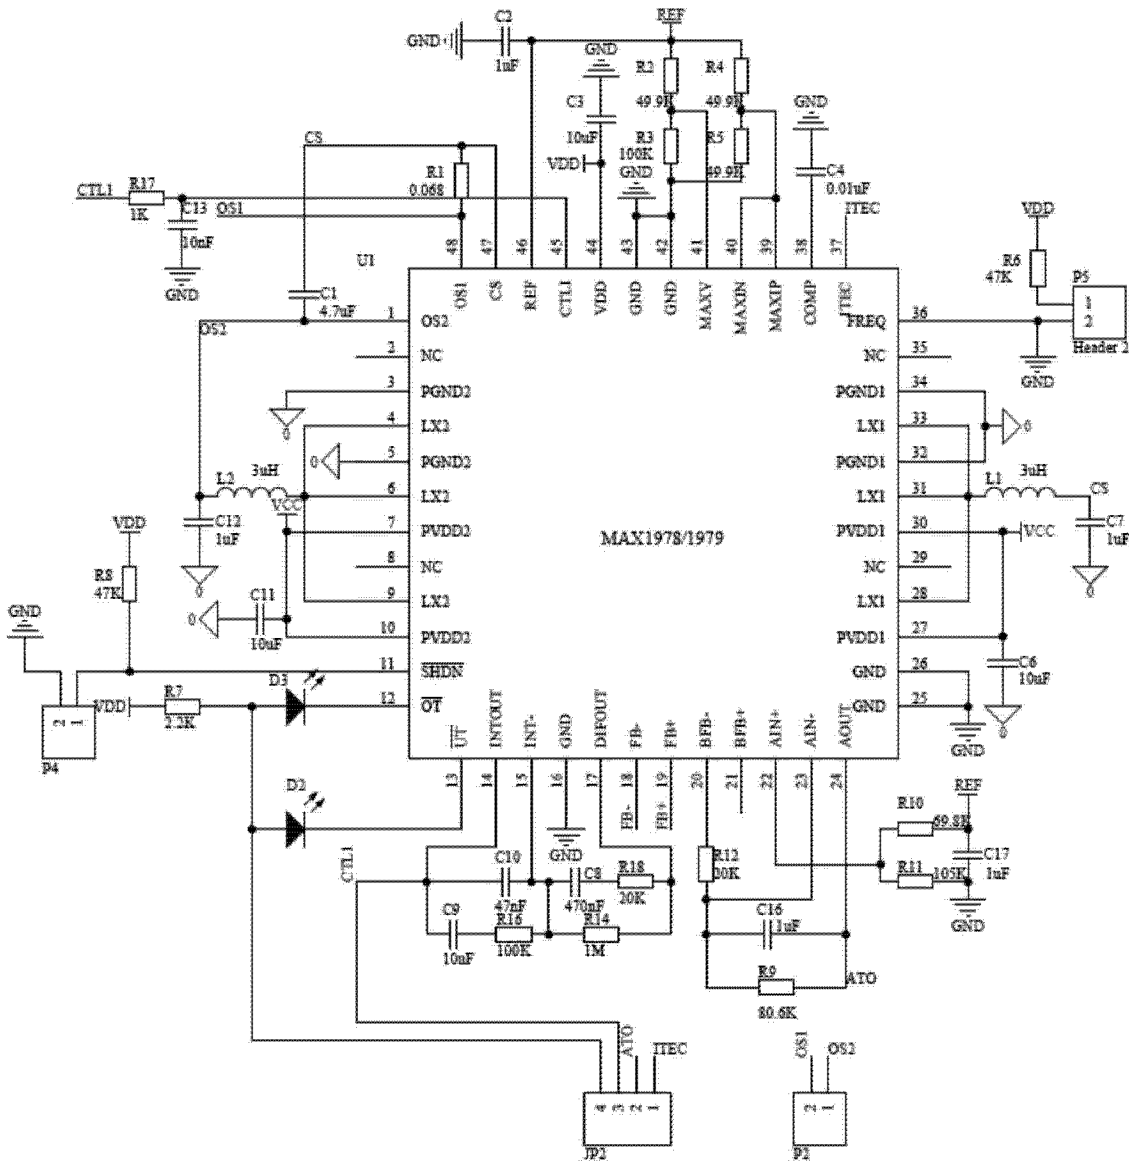 C2
REF
GND
1uF
GND
R2
R4
C3
49.9K
49.9K
GND
10uF
R3
R5
CS
100K
49.9K
VDD
GND
C4
R1
0.01uF
CTL1
R17
0.068
1K
C13
OS1
ITEC
VDD
10nF
GND
U1
48
47
46
45
44
43
42
41
40
39
38
37
R6
47K
P5
C1
4.7uF
OS1
CS
REF
CTLI
VDD
GND
GND
MAXV
MAXIN
MAXIP
COMP
ITEC
1
2
Header 2
GND
OS2
1
OS2
FREQ
36
2
NC
NC
35
3
PGND2
PGND1
34
0
4
LX2
LX1
33
0
0
5
PGND2
PGND1
32
L2
3uH
6
LX2
LX1
31
L1
3uH
CS
VCC
VDD
C12
1uF
7
PVDD2
MAX1978/1979
PVDD1
30
VCC
C7
1uF
0
R8
47K
8
NC
NC
29
0
C11
9
LX2
LX1
28
GND
0
10uF
10
PVDD2
PVDD1
27
11
SHDN
GND
26
C6
10uF
0
D3
12
OT
GND
25
GND
2
1
P4
VDD
R7
2.2K
UT
INTOUT
INT-
GND
DIFOUT
FB-
FB+
BFB-
BFB+
AIN+
AIN-
AOUT
13
14
15
16
17
18
19
20
21
22
23
24
D2
FB-
FB+
REF
R10
69.8K
GND
CTL1
C10
47nF
C8
470nF
R18
20K
R12
R11
105K
C17
1uF
GND
C9
10uF
R16
100K
R14
1M
C16
1uF
R9
80.6K
ATO
ATO
ITEC
OS1
OS2
4
3
2
1
JP2
2
1
P2